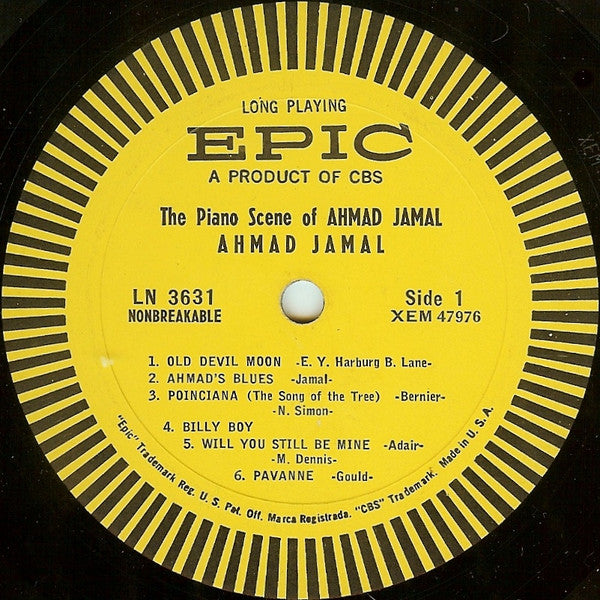 LONG PLAYING
EPIC
A PRODUCT OF CBS
The Piano Scene of AHMAD JAMAL
AHMAD JAMAL
LN 3631
NONBREAKABLE
Side 1
XEM 47976
1. OLD DEVIL MOON -E. Y. Harburg B. Lane-
2. AHMAD'S BLUES -Jamal-
3. POINCIANA (The Song of the Tree) -Bernier-
-N. Simon-
4. BILLY BOY
5. WILL YOU STILL BE MINE -Adair-
-M. Dennis-
6. PAVANNE -Gould-
"Epic" Trademark Reg. U. S. Pat. Off. Marca Registrada. "CBS" Trademark. Made in U. S. A.